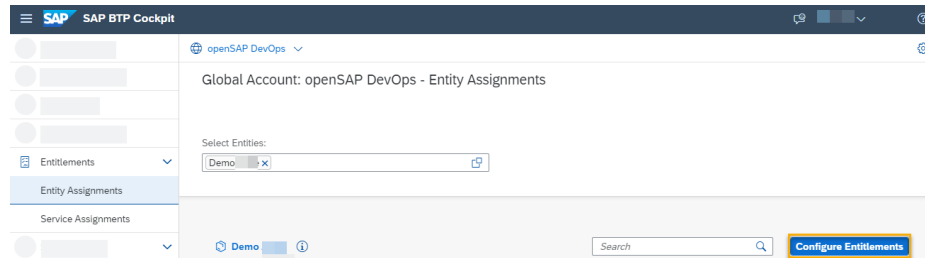 SAP SAP BTP Cockpit
openSAP DevOps
Global Account: openSAP DevOps - Entity Assignments
Select Entities:
Entitlements
Demo
Entity Assignments
Service Assignments
Demo
Search
Configure Entitlements